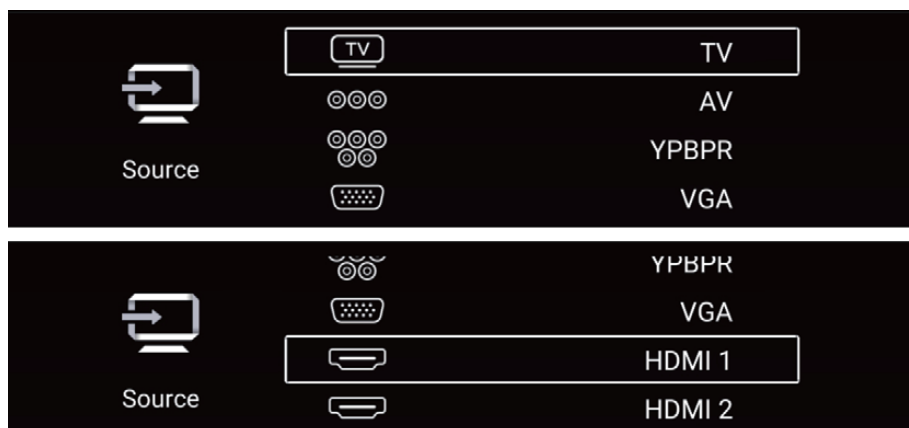 TV TV
AV
YPBPR
Source
VGA
YPBPR
VGA
HDMI 1
Source
HDMI 2